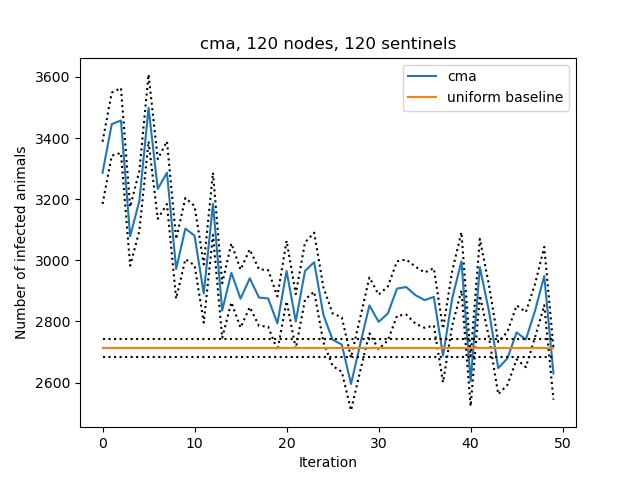 cma, 120 nodes, 120 sentinels
cma
uniform baseline
3600
3400
3200
3000
2800
2600
Number of infected animals
0 10 20 30 40 50
Iteration